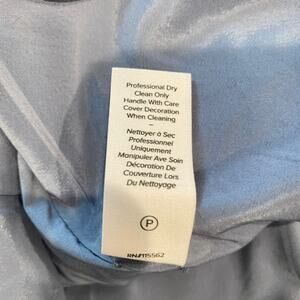 Professional Dry
Clean Only
Handle With Care
Cover Decoration
When Cleaning
–
Nettoyer à Sec
Professionnel
Uniquement
Manipuler Ave Soin
Décoration De
Couverture Lors
Du Nettoyage
P
RN#115562